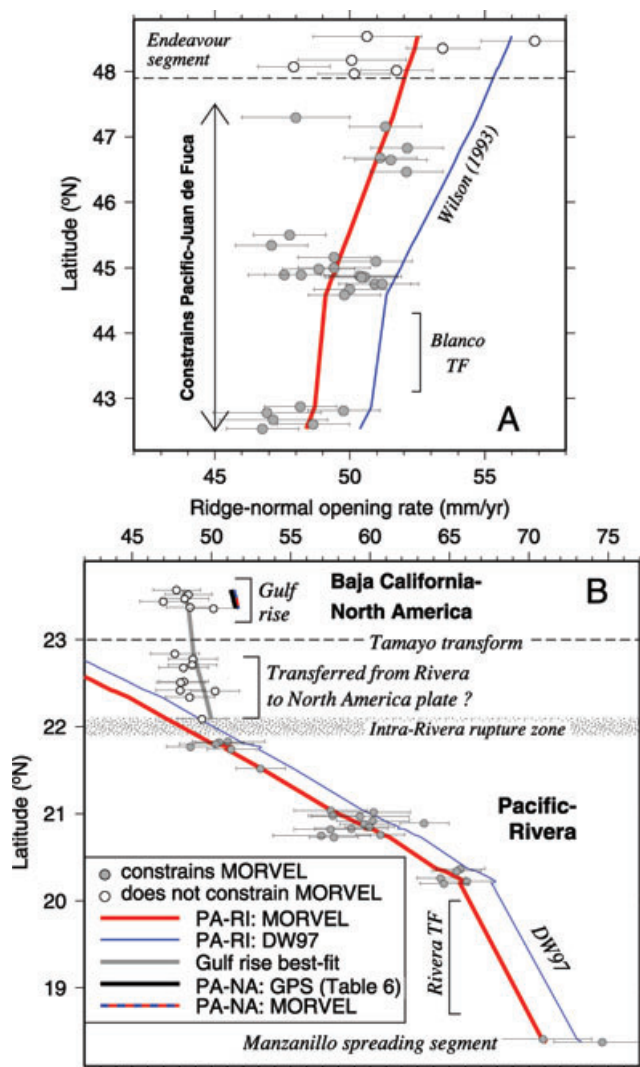 Endeavour
segment
48
47
46
45
44
43
Latitude (ºN)
Constrains Pacific-Juan de Fuca
Wilson (1993)
Blanco
TF
A
45
50
55
Ridge-normal opening rate (mm/yr)
45
50
55
60
65
70
75
B
Gulf
rise
Baja California-
North America
23
Tamayo transform
Transferred from Rivera
to North America plate ?
22
Intra-Rivera rupture zone
21
Pacific-
Rivera
Latitude (ºN)
20
19
constrains MORVEL
does not constrain MORVEL
PA-RI: MORVEL
PA-RI: DW97
Gulf rise best-fit
PA-NA: GPS (Table 6)
PA-NA: MORVEL
Rivera TF
DW97
Manzanillo spreading segment